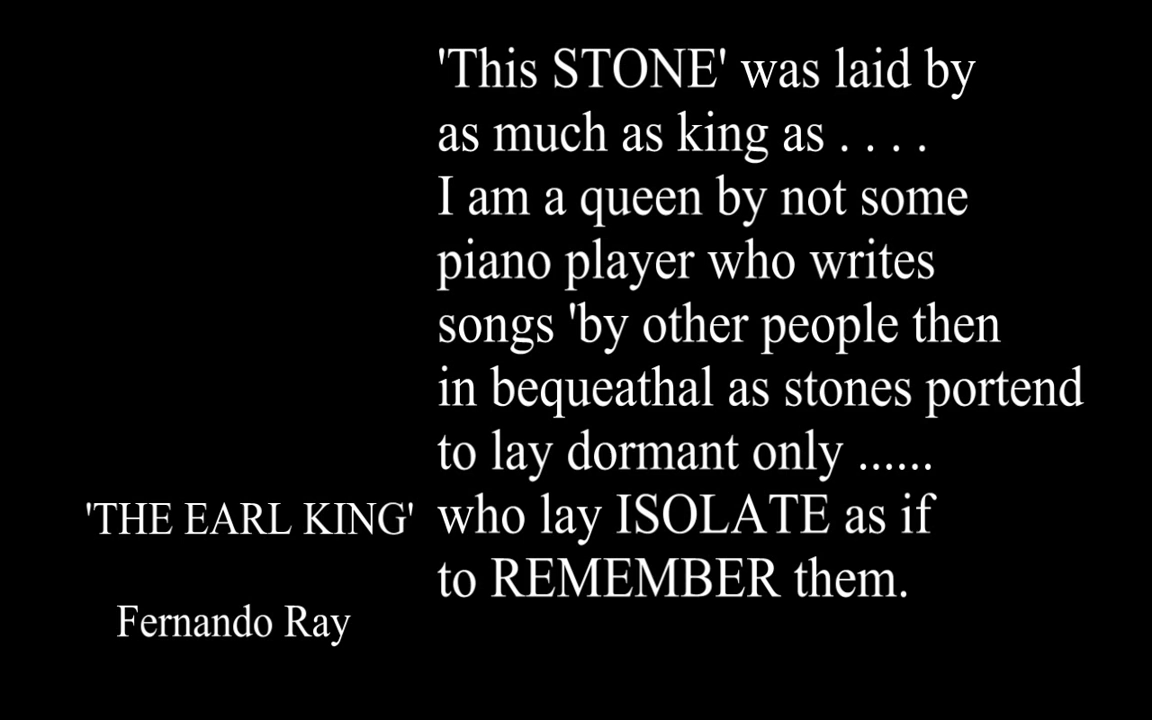 'This STONE' was laid by
as much as king as . . . .
I am a queen by not some
piano player who writes
songs 'by other people then
in bequeathal as stones portend
to lay dormant only ......
who lay ISOLATE as if
to REMEMBER them.
'THE EARL KING'
Fernando Ray